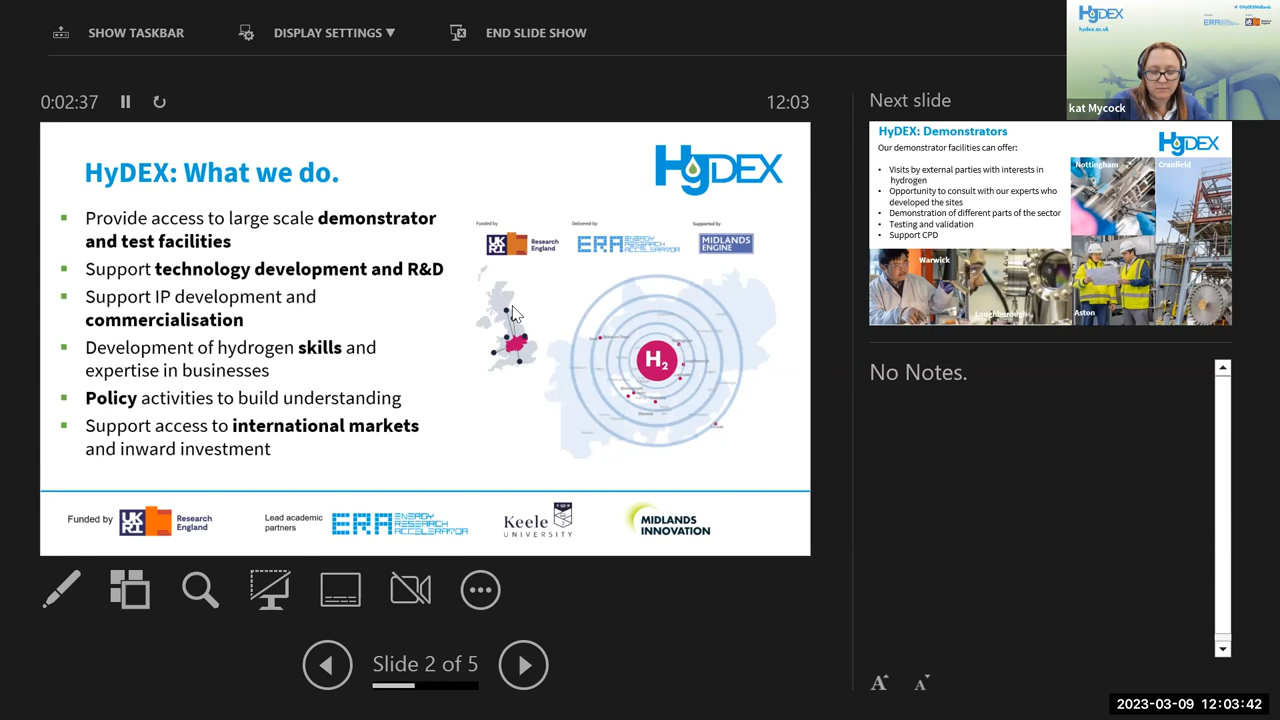 SHOW TASKBAR
DISPLAY SETTINGS ▼
END SLIDE SHOW
HyDEX
hydex.ac.uk
@HyDEXMidlands
ERA
kat Mycock
0:02:37
12:03
Next slide
HyDEX: What we do.
HyDEX
▪ Provide access to large scale demonstrator
and test facilities
▪ Support technology development and R&D
▪ Support IP development and
commercialisation
▪ Development of hydrogen skills and
expertise in businesses
▪ Policy activities to build understanding
▪ Support access to international markets
and inward investment
Funded by
Delivered by
Supported by
UKRI Research
England
ERA ENERGY
RESEARCH
ACCELERATOR
MIDLANDS
ENGINE
H₂
Funded by
UKRI Research
England
Lead academic
partners
ERA ENERGY
RESEARCH
ACCELERATOR
Keele
UNIVERSITY
MIDLANDS
INNOVATION
HyDEX: Demonstrators
HyDEX
Our demonstrator facilities can offer:
• Visits by external parties with interests in
hydrogen
• Opportunity to consult with our experts who
developed the sites
• Demonstration of different parts of the sector
• Testing and validation
• Support CPD
Nottingham
Cranfield
Warwick
Loughborough
Aston
No Notes.
Slide 2 of 5
A
A
2023-03-09 12:03:42